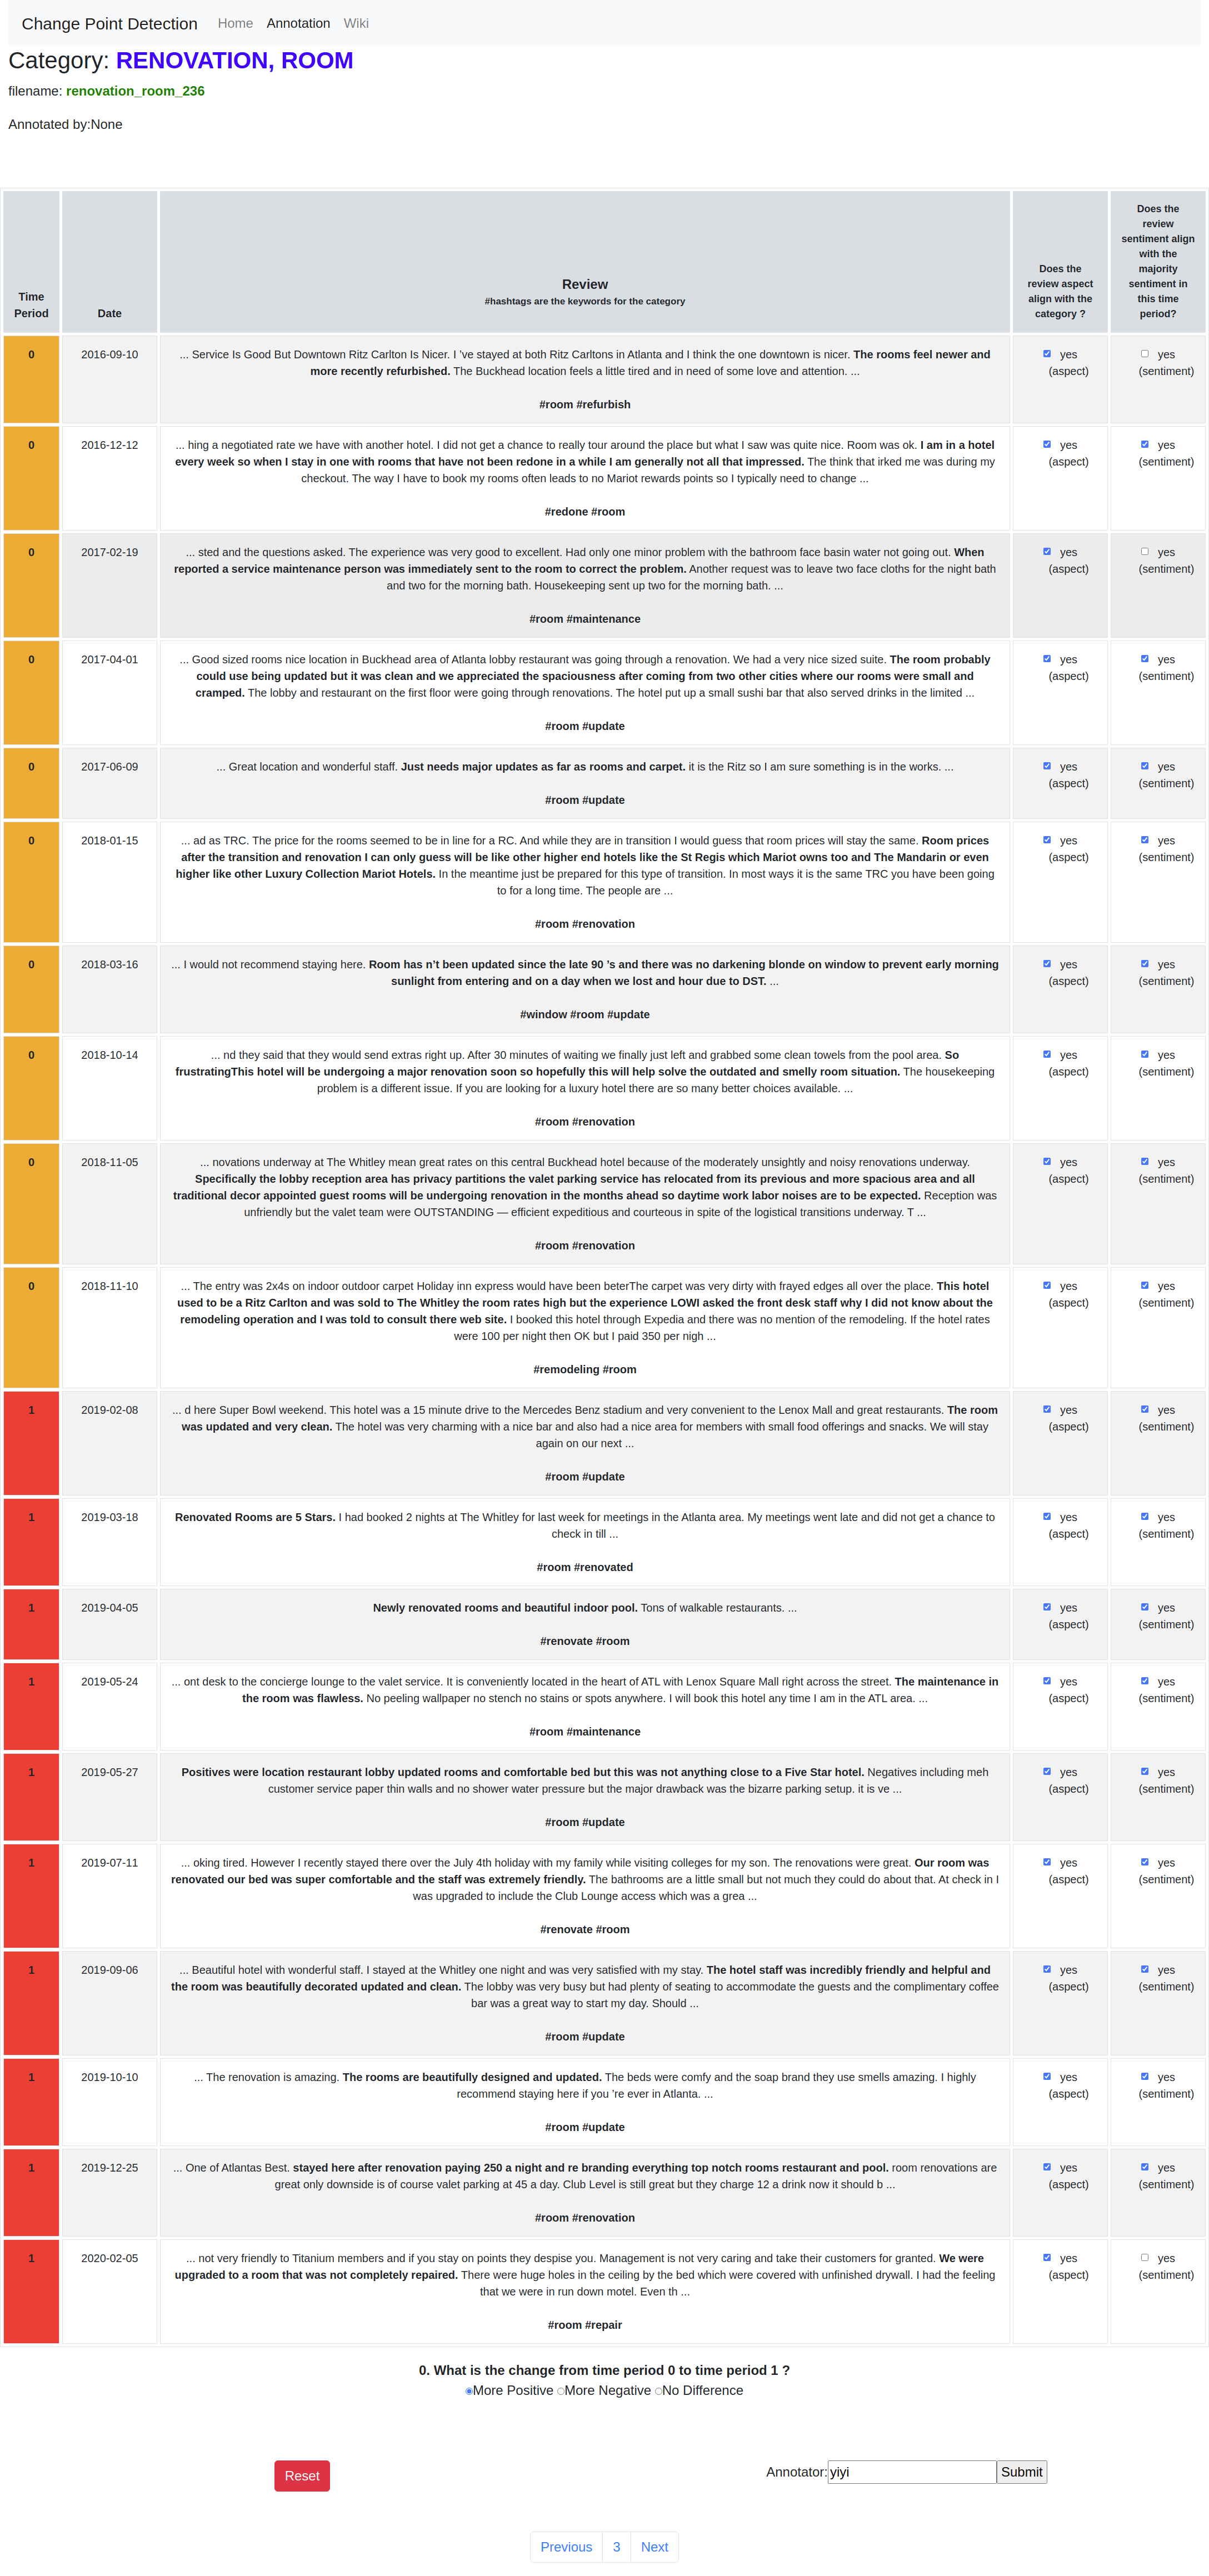 Change Point Detection Home Annotation Wiki
Category: RENOVATION, ROOM
filename: renovation_room_236
Annotated by:None
Time
Period
Date
Review
#hashtags are the keywords for the category
Does the
review aspect
align with the
category ?
Does the
review
sentiment align
with the
majority
sentiment in
this time
period?
0
2016-09-10
... Service Is Good But Downtown Ritz Carlton Is Nicer. I 've stayed at both Ritz Carltons in Atlanta and I think the one downtown is nicer. The rooms feel newer and
more recently refurbished. The Buckhead location feels a little tired and in need of some love and attention. ...
#room #refurbish
yes
(aspect)
yes
(sentiment)
0
2016-12-12
... hing a negotiated rate we have with another hotel. I did not get a chance to really tour around the place but what I saw was quite nice. Room was ok. I am in a hotel
every week so when I stay in one with rooms that have not been redone in a while I am generally not all that impressed. The think that irked me was during my
checkout. The way I have to book my rooms often leads to no Mariot rewards points so I typically need to change ...
#redone #room
yes
(aspect)
yes
(sentiment)
0
2017-02-19
... sted and the questions asked. The experience was very good to excellent. Had only one minor problem with the bathroom face basin water not going out. When
reported a service maintenance person was immediately sent to the room to correct the problem. Another request was to leave two face cloths for the night bath
and two for the morning bath. Housekeeping sent up two for the morning bath. ...
#room #maintenance
yes
(aspect)
yes
(sentiment)
0
2017-04-01
... Good sized rooms nice location in Buckhead area of Atlanta lobby restaurant was going through a renovation. We had a very nice sized suite. The room probably
could use being updated but it was clean and we appreciated the spaciousness after coming from two other cities where our rooms were small and
cramped. The lobby and restaurant on the first floor were going through renovations. The hotel put up a small sushi bar that also served drinks in the limited ...
#room #update
yes
(aspect)
yes
(sentiment)
0
2017-06-09
... Great location and wonderful staff. Just needs major updates as far as rooms and carpet. it is the Ritz so I am sure something is in the works. ...
#room #update
yes
(aspect)
yes
(sentiment)
0
2018-01-15
... ad as TRC. The price for the rooms seemed to be in line for a RC. And while they are in transition I would guess that room prices will stay the same. Room prices
after the transition and renovation I can only guess will be like other higher end hotels like the St Regis which Mariot owns too and The Mandarin or even
higher like other Luxury Collection Mariot Hotels. In the meantime just be prepared for this type of transition. In most ways it is the same TRC you have been going
to for a long time. The people are ...
#room #renovation
yes
(aspect)
yes
(sentiment)
0
2018-03-16
... I would not recommend staying here. Room has n't been updated since the late 90 's and there was no darkening blonde on window to prevent early morning
sunlight from entering and on a day when we lost and hour due to DST. ...
#window #room #update
yes
(aspect)
yes
(sentiment)
0
2018-10-14
... nd they said that they would send extras right up. After 30 minutes of waiting we finally just left and grabbed some clean towels from the pool area. So
frustratingThis hotel will be undergoing a major renovation soon so hopefully this will help solve the outdated and smelly room situation. The housekeeping
problem is a different issue. If you are looking for a luxury hotel there are so many better choices available. ...
#room #renovation
yes
(aspect)
yes
(sentiment)
0
2018-11-05
... novations underway at The Whitley mean great rates on this central Buckhead hotel because of the moderately unsightly and noisy renovations underway.
Specifically the lobby reception area has privacy partitions the valet parking service has relocated from its previous and more spacious area and all
traditional decor appointed guest rooms will be undergoing renovation in the months ahead so daytime work labor noises are to be expected. Reception was
unfriendly but the valet team were OUTSTANDING — efficient expeditious and courteous in spite of the logistical transitions underway. T ...
#room #renovation
yes
(aspect)
yes
(sentiment)
0
2018-11-10
... The entry was 2x4s on indoor outdoor carpet Holiday inn express would have been beterThe carpet was very dirty with frayed edges all over the place. This hotel
used to be a Ritz Carlton and was sold to The Whitley the room rates high but the experience LOWI asked the front desk staff why I did not know about the
remodeling operation and I was told to consult there web site. I booked this hotel through Expedia and there was no mention of the remodeling. If the hotel rates
were 100 per night then OK but I paid 350 per nigh ...
#remodeling #room
yes
(aspect)
yes
(sentiment)
1
2019-02-08
... d here Super Bowl weekend. This hotel was a 15 minute drive to the Mercedes Benz stadium and very convenient to the Lenox Mall and great restaurants. The room
was updated and very clean. The hotel was very charming with a nice bar and also had a nice area for members with small food offerings and snacks. We will stay
again on our next ...
#room #update
yes
(aspect)
yes
(sentiment)
1
2019-03-18
Renovated Rooms are 5 Stars. I had booked 2 nights at The Whitley for last week for meetings in the Atlanta area. My meetings went late and did not get a chance to
check in till ...
#room #renovated
yes
(aspect)
yes
(sentiment)
1
2019-04-05
Newly renovated rooms and beautiful indoor pool. Tons of walkable restaurants. ...
#renovate #room
yes
(aspect)
yes
(sentiment)
1
2019-05-24
... ont desk to the concierge lounge to the valet service. It is conveniently located in the heart of ATL with Lenox Square Mall right across the street. The maintenance in
the room was flawless. No peeling wallpaper no stench no stains or spots anywhere. I will book this hotel any time I am in the ATL area. ...
#room #maintenance
yes
(aspect)
yes
(sentiment)
1
2019-05-27
Positives were location restaurant lobby updated rooms and comfortable bed but this was not anything close to a Five Star hotel. Negatives including meh
customer service paper thin walls and no shower water pressure but the major drawback was the bizarre parking setup. it is ve ...
#room #update
yes
(aspect)
yes
(sentiment)
1
2019-07-11
... oking tired. However I recently stayed there over the July 4th holiday with my family while visiting colleges for my son. The renovations were great. Our room was
renovated our bed was super comfortable and the staff was extremely friendly. The bathrooms are a little small but not much they could do about that. At check in I
was upgraded to include the Club Lounge access which was a grea ...
#renovate #room
yes
(aspect)
yes
(sentiment)
1
2019-09-06
... Beautiful hotel with wonderful staff. I stayed at the Whitley one night and was very satisfied with my stay. The hotel staff was incredibly friendly and helpful and
the room was beautifully decorated updated and clean. The lobby was very busy but had plenty of seating to accommodate the guests and the complimentary coffee
bar was a great way to start my day. Should ...
#room #update
yes
(aspect)
yes
(sentiment)
1
2019-10-10
... The renovation is amazing. The rooms are beautifully designed and updated. The beds were comfy and the soap brand they use smells amazing. I highly
recommend staying here if you 're ever in Atlanta. ...
#room #update
yes
(aspect)
yes
(sentiment)
1
2019-12-25
... One of Atlantas Best. stayed here after renovation paying 250 a night and re branding everything top notch rooms restaurant and pool. room renovations are
great only downside is of course valet parking at 45 a day. Club Level is still great but they charge 12 a drink now it should b ...
#room #renovation
yes
(aspect)
yes
(sentiment)
1
2020-02-05
... not very friendly to Titanium members and if you stay on points they despise you. Management is not very caring and take their customers for granted. We were
upgraded to a room that was not completely repaired. There were huge holes in the ceiling by the bed which were covered with unfinished drywall. I had the feeling
that we were in run down motel. Even th ...
#room #repair
yes
(aspect)
yes
(sentiment)
0. What is the change from time period 0 to time period 1 ?
More Positive More Negative No Difference
Reset
Annotator: yiyi Submit
Previous 3 Next